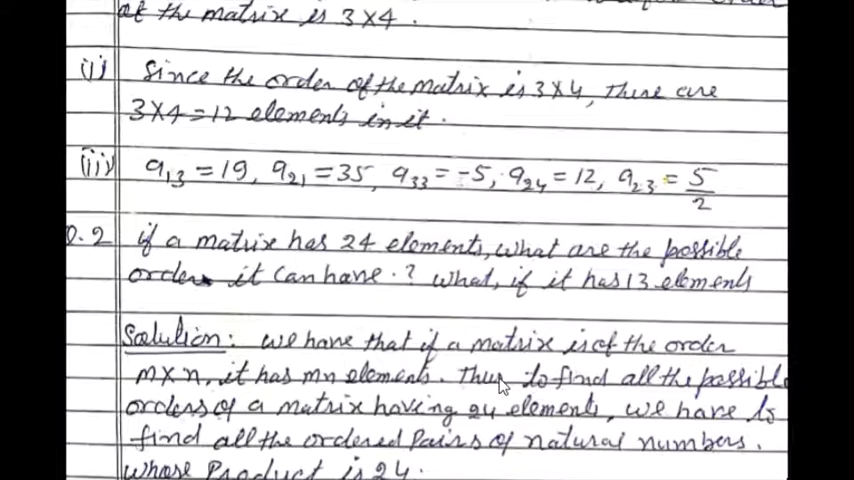 of the matrix is 3×4.
(i) Since the order of the matrix is 3×4, There are
3×4=12 elements in it.
(iii) a₁₃ = 19, a₂₁ = 35, a₃₃ = -5, a₂₄ = 12, a₂₃ = 5/2
Q.2 if a matrix has 24 elements, what are the possible
order it can have.? what, if it has 13 elements
Solution: we have that if a matrix is of the order
m×n, it has mn elements. Thus to find all the possible
orders of a matrix having 24 elements, we have to
find all the ordered Pairs of natural numbers.
whose Product is 24.